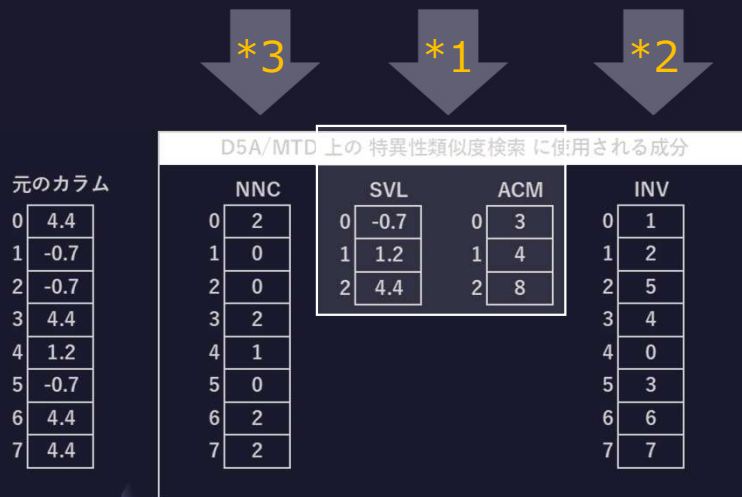 *3 *1 *2
D5A/MTD 上の 特異性類似度検索 に使用される成分
元のカラム NNC SVL ACM INV
0 4.4 0 2 0 -0.7 0 3 0 1
1 -0.7 1 0 1 1.2 1 4 1 2
2 -0.7 2 0 2 4.4 2 8 2 5
3 4.4 3 2 3 4
4 1.2 4 1 4 0
5 -0.7 5 0 5 3
6 4.4 6 2 6 6
7 4.4 7 2 7 7